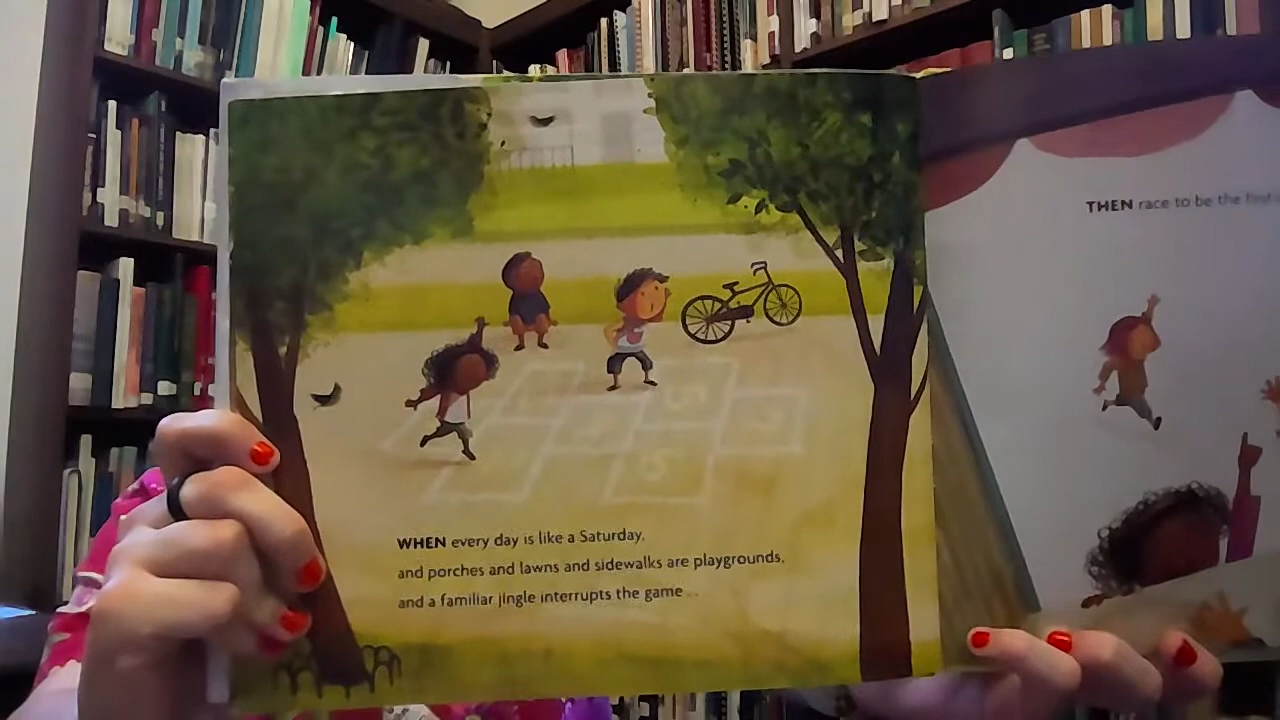 WHEN every day is like a Saturday,
and porches and lawns and sidewalks are playgrounds,
and a familiar jingle interrupts the game . .
THEN race to be the first